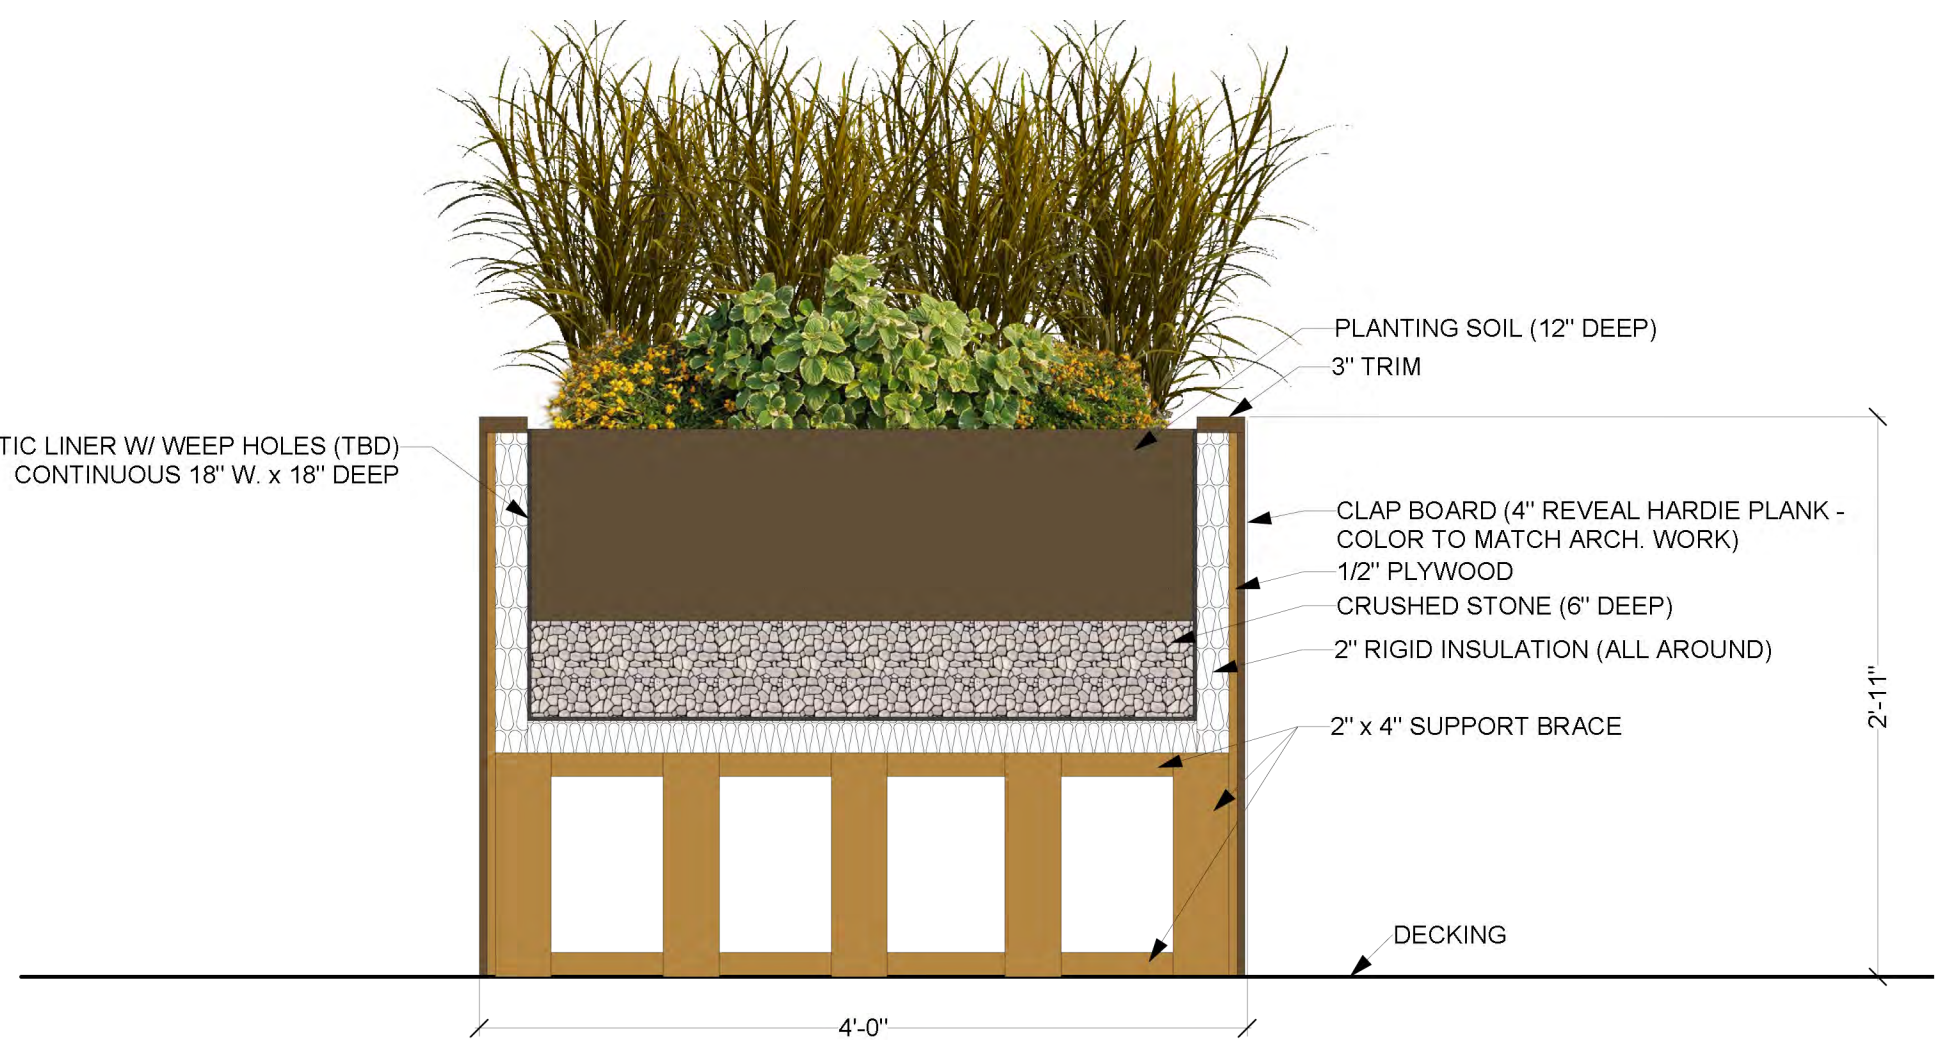 PLANTING SOIL (12" DEEP)
3" TRIM
TIC LINER W/ WEEP HOLES (TBD)
CONTINUOUS 18" W. x 18" DEEP
CLAP BOARD (4" REVEAL HARDIE PLANK -
COLOR TO MATCH ARCH. WORK)
1/2" PLYWOOD
CRUSHED STONE (6" DEEP)
2" RIGID INSULATION (ALL AROUND)
2" x 4" SUPPORT BRACE
2'-11"
DECKING
4'-0"